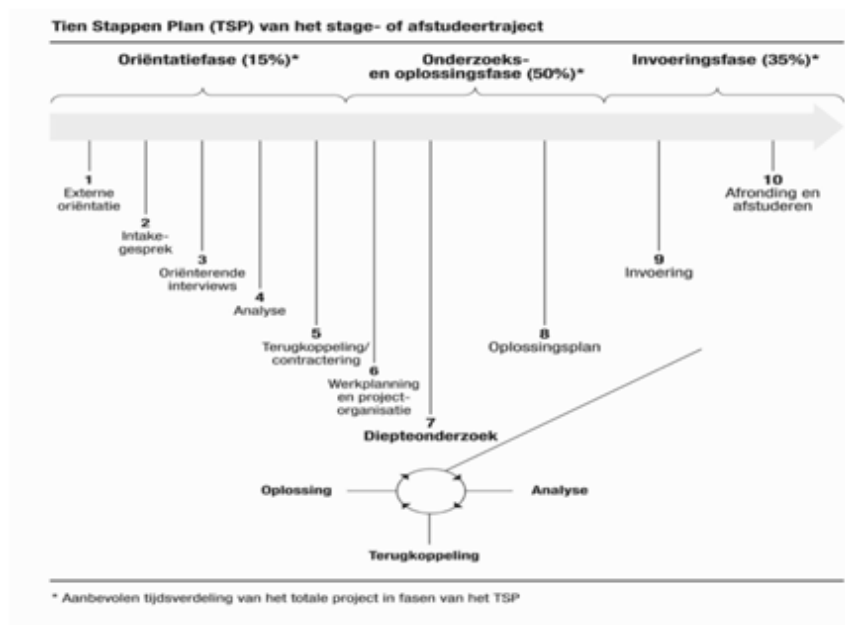 Tien Stappen Plan (TSP) van het stage- of afstudeertraject
Oriëntatiefase (15%)*
Onderzoeks-
en oplossingsfase (50%)*
Invoeringsfase (35%)*
1
Externe
oriëntatie
2
Intake-
gesprek
3
Oriënterende
interviews
4
Analyse
5
Terugkoppeling/
contractering
6
Werkplanning
en project-
organisatie
7
Diepteonderzoek
8
Oplossingsplan
9
Invoering
10
Afronding en
afstuderen
Oplossing
Analyse
Terugkoppeling
* Aanbevolen tijdsverdeling van het totale project in fasen van het TSP